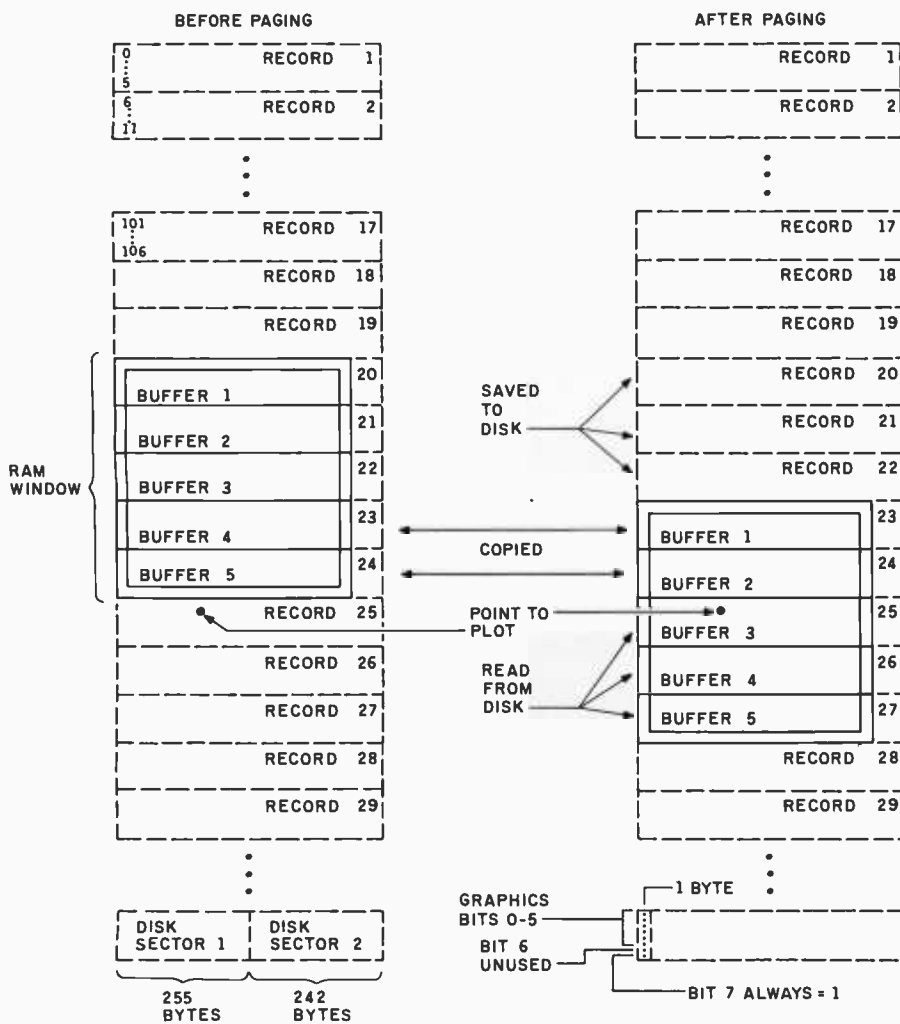 BEFORE PAGING
0
5
RECORD 1
6
11
RECORD 2
101
106
RECORD 17
RECORD 18
RECORD 19
RAM
WINDOW
BUFFER 1
20
BUFFER 2
21
BUFFER 3
22
BUFFER 4
23
BUFFER 5
24
RECORD 25
RECORD 26
RECORD 27
RECORD 28
RECORD 29
DISK
SECTOR 1
DISK
SECTOR 2
255
BYTES
242
BYTES
SAVED
TO
DISK
COPIED
POINT TO
PLOT
READ
FROM
DISK
AFTER PAGING
RECORD 1
RECORD 2
RECORD 17
RECORD 18
RECORD 19
RECORD 20
RECORD 21
RECORD 22
BUFFER 1
23
BUFFER 2
24
BUFFER 3
25
BUFFER 4
26
BUFFER 5
27
RECORD 28
RECORD 29
1 BYTE
GRAPHICS
BITS 0-5
BIT 6
UNUSED
BIT 7 ALWAYS = 1